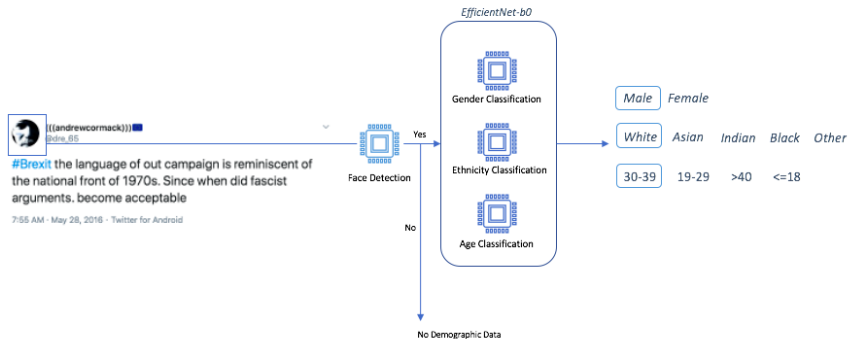 EfficientNet-b0
Gender Classification
Ethnicity Classification
Age Classification
(((andrewcormack)))
@dre_65
#Brexit the language of out campaign is reminiscent of
the national front of 1970s. Since when did fascist
arguments. become acceptable
7:55 AM · May 28, 2016 · Twitter for Android
Face Detection
Yes
No
No Demographic Data
Male Female
White Asian Indian Black Other
30-39 19-29 >40 <=18